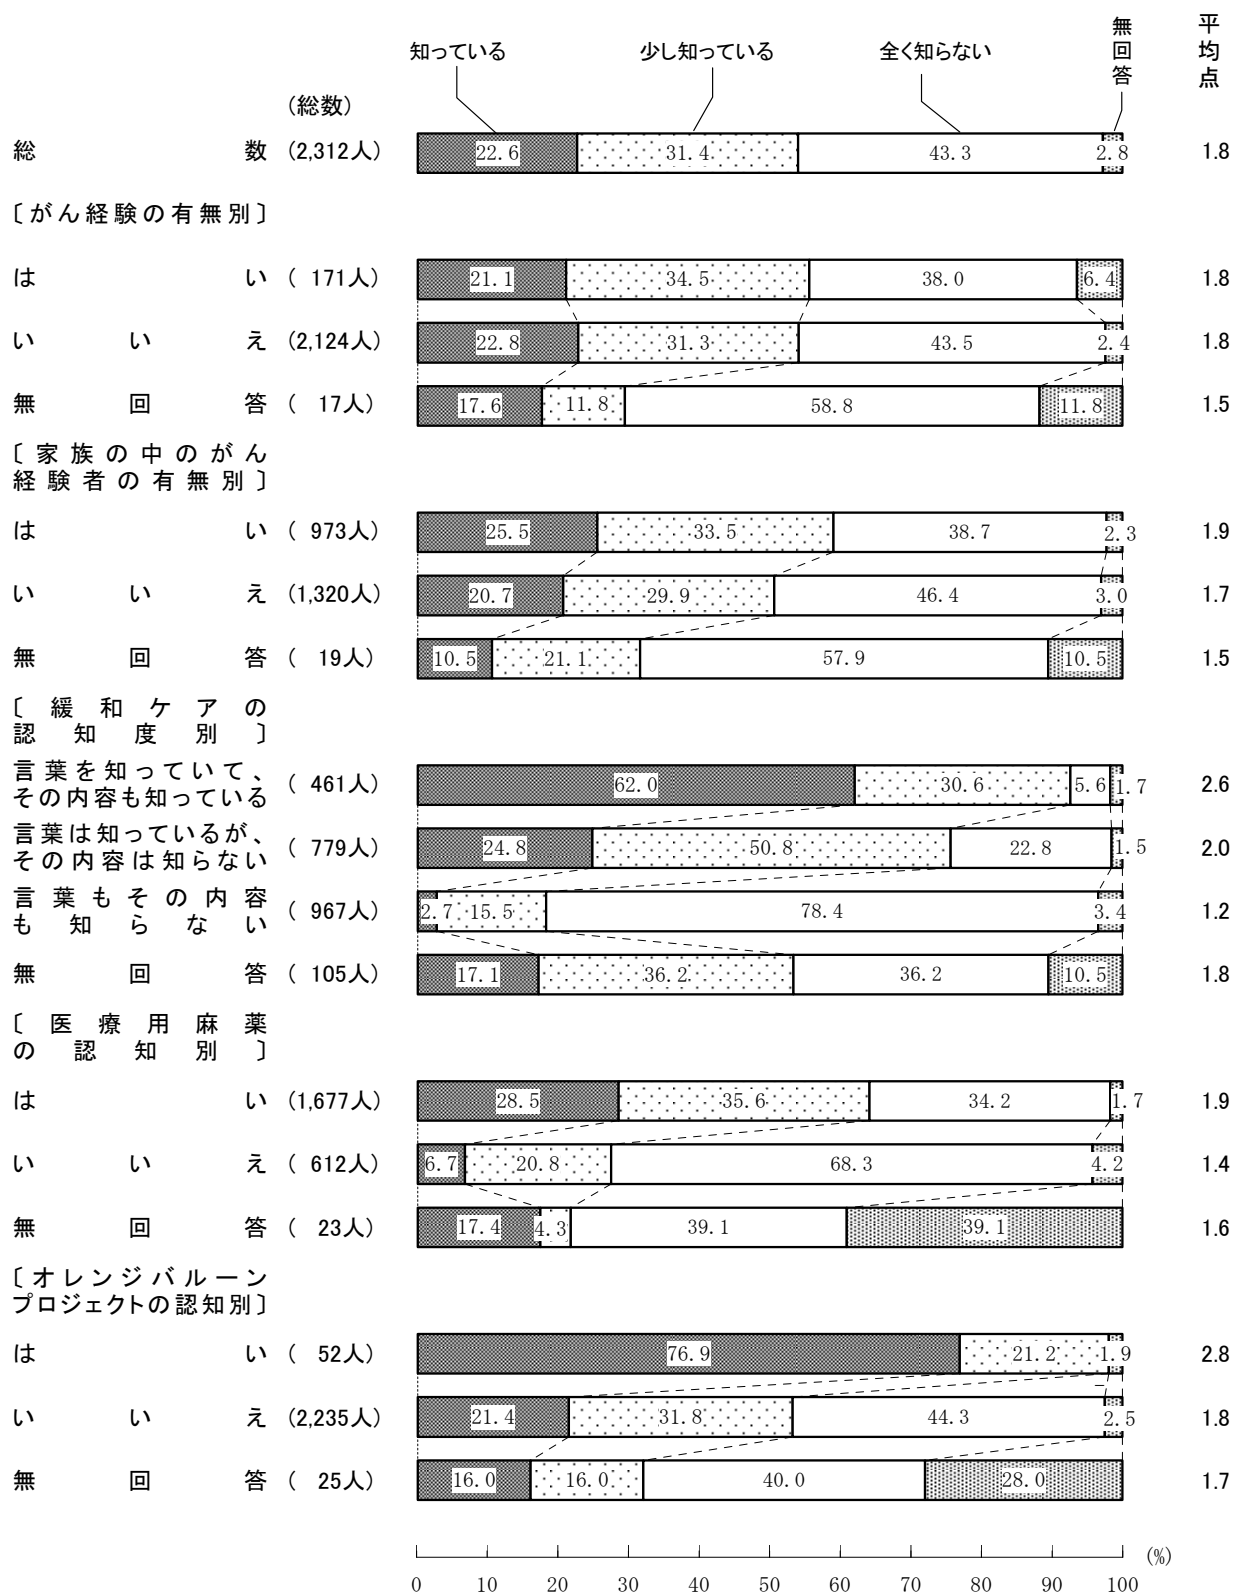 知っている 少し知っている 全く知らない 無回答 平均点
(総数)
総数 (2,312人) 22.6 31.4 43.3 2.8 1.8
〔がん経験の有無別〕
はい ( 171人) 21.1 34.5 38.0 6.4 1.8
いいえ (2,124人) 22.8 31.3 43.5 2.4 1.8
無回答 ( 17人) 17.6 11.8 58.8 11.8 1.5
〔家族の中のがん
経験者の有無別〕
はい ( 973人) 25.5 33.5 38.7 2.3 1.9
いいえ (1,320人) 20.7 29.9 46.4 3.0 1.7
無回答 ( 19人) 10.5 21.1 57.9 10.5 1.5
〔緩和ケアの
認知度別〕
言葉を知っていて、
その内容も知っている ( 461人) 62.0 30.6 5.6 1.7 2.6
言葉は知っているが、
その内容は知らない ( 779人) 24.8 50.8 22.8 1.5 2.0
言葉もその内容
も知らない ( 967人) 2.7 15.5 78.4 3.4 1.2
無回答 ( 105人) 17.1 36.2 36.2 10.5 1.8
〔医療用麻薬
の認知別〕
はい (1,677人) 28.5 35.6 34.2 1.7 1.9
いいえ ( 612人) 6.7 20.8 68.3 4.2 1.4
無回答 ( 23人) 17.4 4.3 39.1 39.1 1.6
〔オレンジバルーン
プロジェクトの認知別〕
はい ( 52人) 76.9 21.2 1.9 2.8
いいえ (2,235人) 21.4 31.8 44.3 2.5 1.8
無回答 ( 25人) 16.0 16.0 40.0 28.0 1.7
(%)
0 10 20 30 40 50 60 70 80 90 100